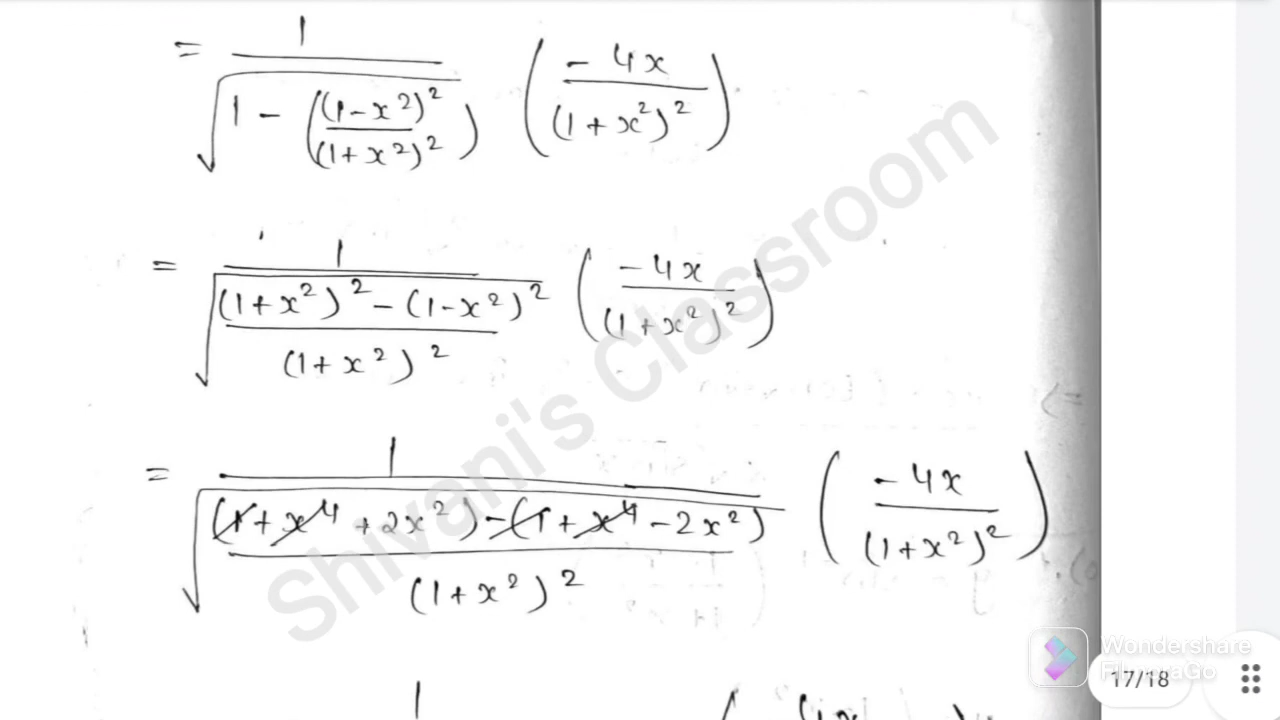 = 1 / √(1 - ((1-x²)² / (1+x²)²)) (-4x / (1+x²)²)
= 1 / √(((1+x²)² - (1-x²)²) / (1+x²)²) (-4x / (1+x²)²)
= 1 / √(((1+x⁴+2x²) - (1+x⁴-2x²)) / (1+x²)²) (-4x / (1+x²)²)
1
Shivani's Classroom
Wondershare
FilmoraGo
17/18